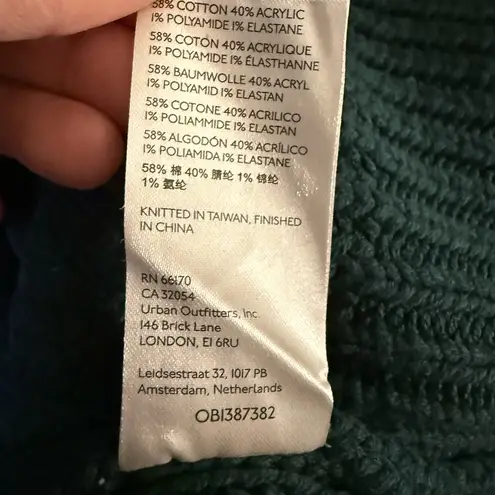 58% COTTON 40% ACRYLIC
1% POLYAMIDE 1% ELASTANE
58% COTON 40% ACRYLIQUE
1% POLYAMIDE 1% ÉLASTHANNE
58% BAUMWOLLE 40% ACRYL
1% POLYAMID 1% ELASTAN
58% COTONE 40% ACRILICO
1% POLIAMMIDE 1% ELASTAN
58% ALGODÓN 40% ACRÍLICO
1% POLIAMIDA 1% ELASTANE
58% 棉 40% 腈纶 1% 锦纶
1% 氨纶
KNITTED IN TAIWAN, FINISHED
IN CHINA
RN 66170
CA 32054
Urban Outfitters, Inc.
146 Brick Lane
LONDON, E1 6RU
Leidsestraat 32, 1017 PB
Amsterdam, Netherlands
OB1387382